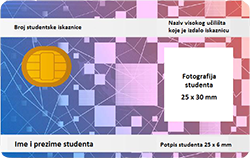 Broj studentske iskaznice
Naziv visokog učilišta
koje je izdalo iskaznicu
Fotografija
studenta
25 x 30 mm
Ime i prezime studenta
Potpis studenta 25 x 6 mm